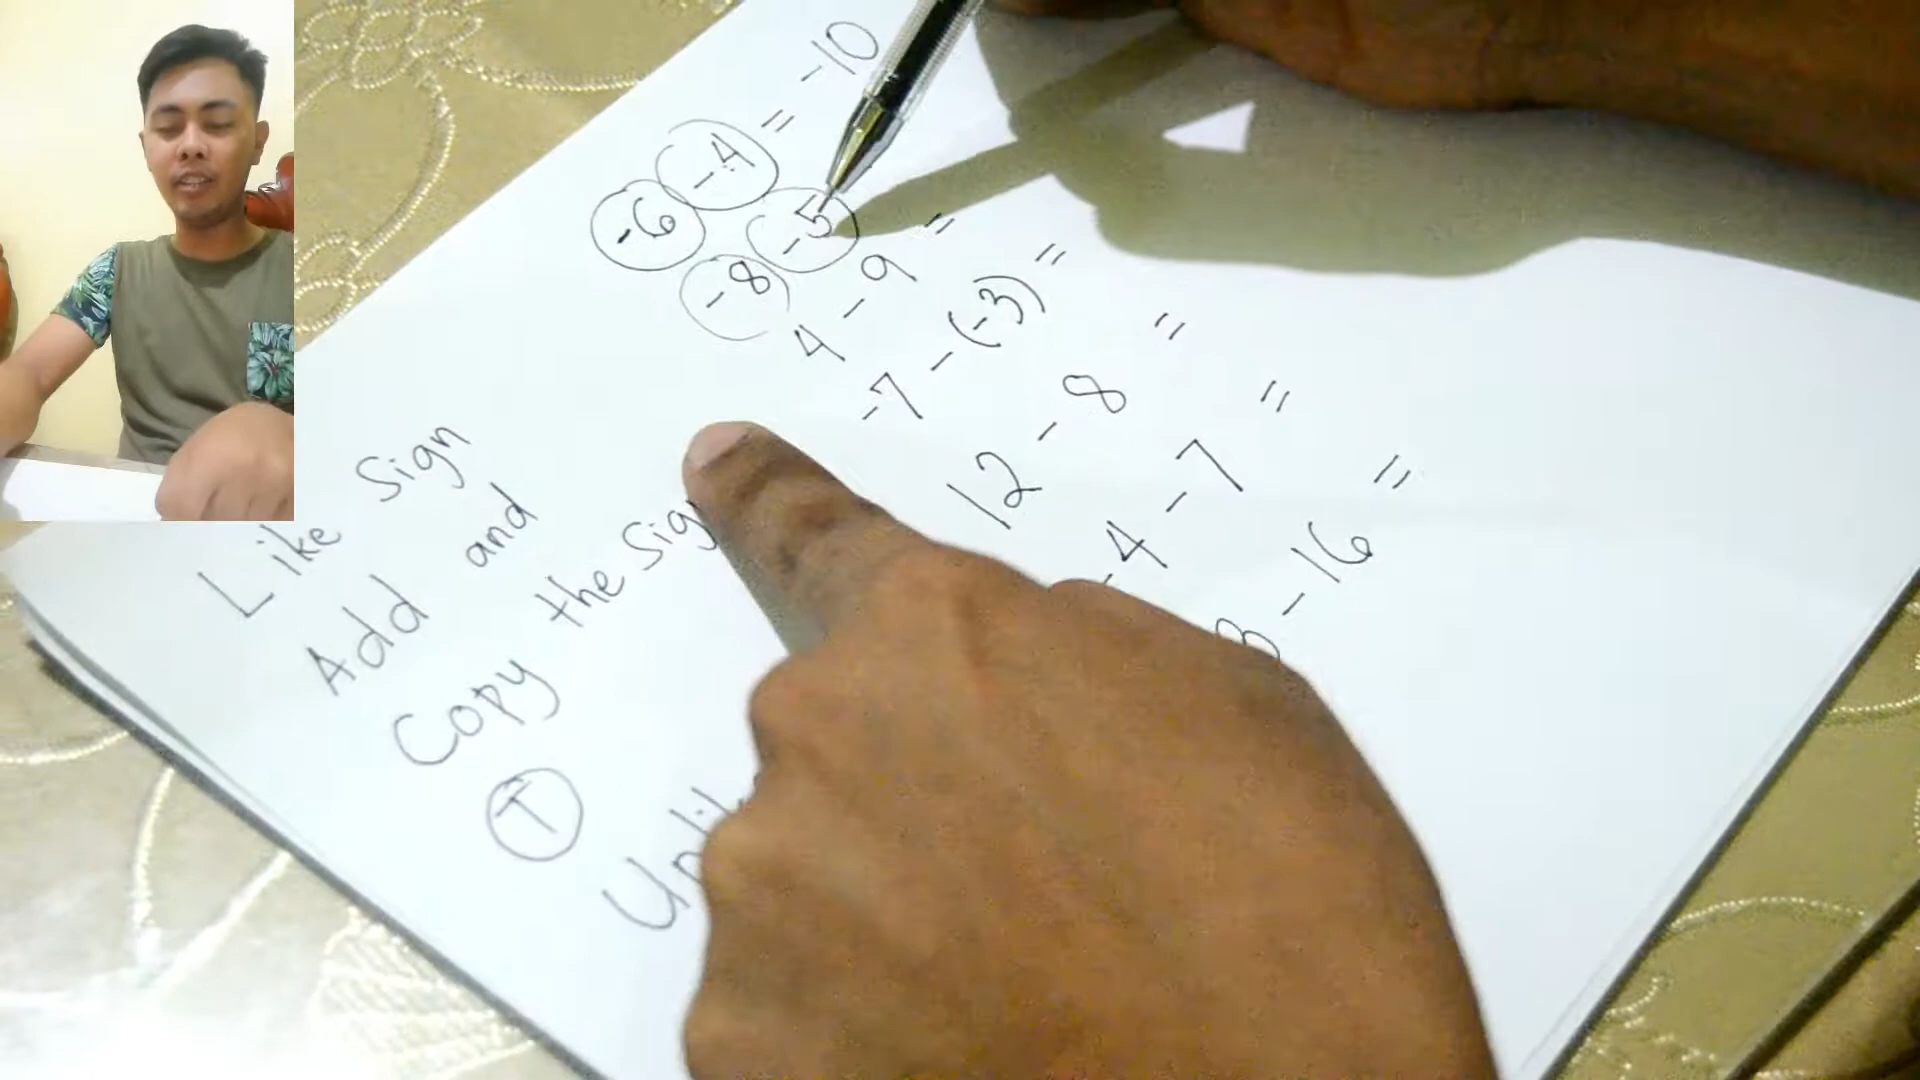 -6 -4 = -10
-8 -5 =
4 - 9 =
-7 - (-3) =
12 - 8 =
-4 - 7 =
- 16 =
Like Sign
Add and
Copy the Sign
T